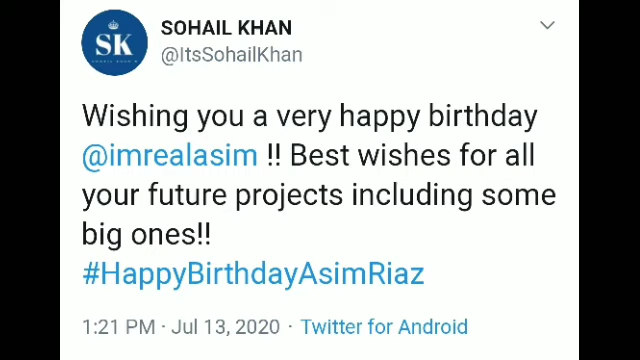 SK
SOHAIL KHAN
@ItsSohailKhan
Wishing you a very happy birthday
@imrealasim !! Best wishes for all
your future projects including some
big ones!!
#HappyBirthdayAsimRiaz
1:21 PM · Jul 13, 2020 · Twitter for Android